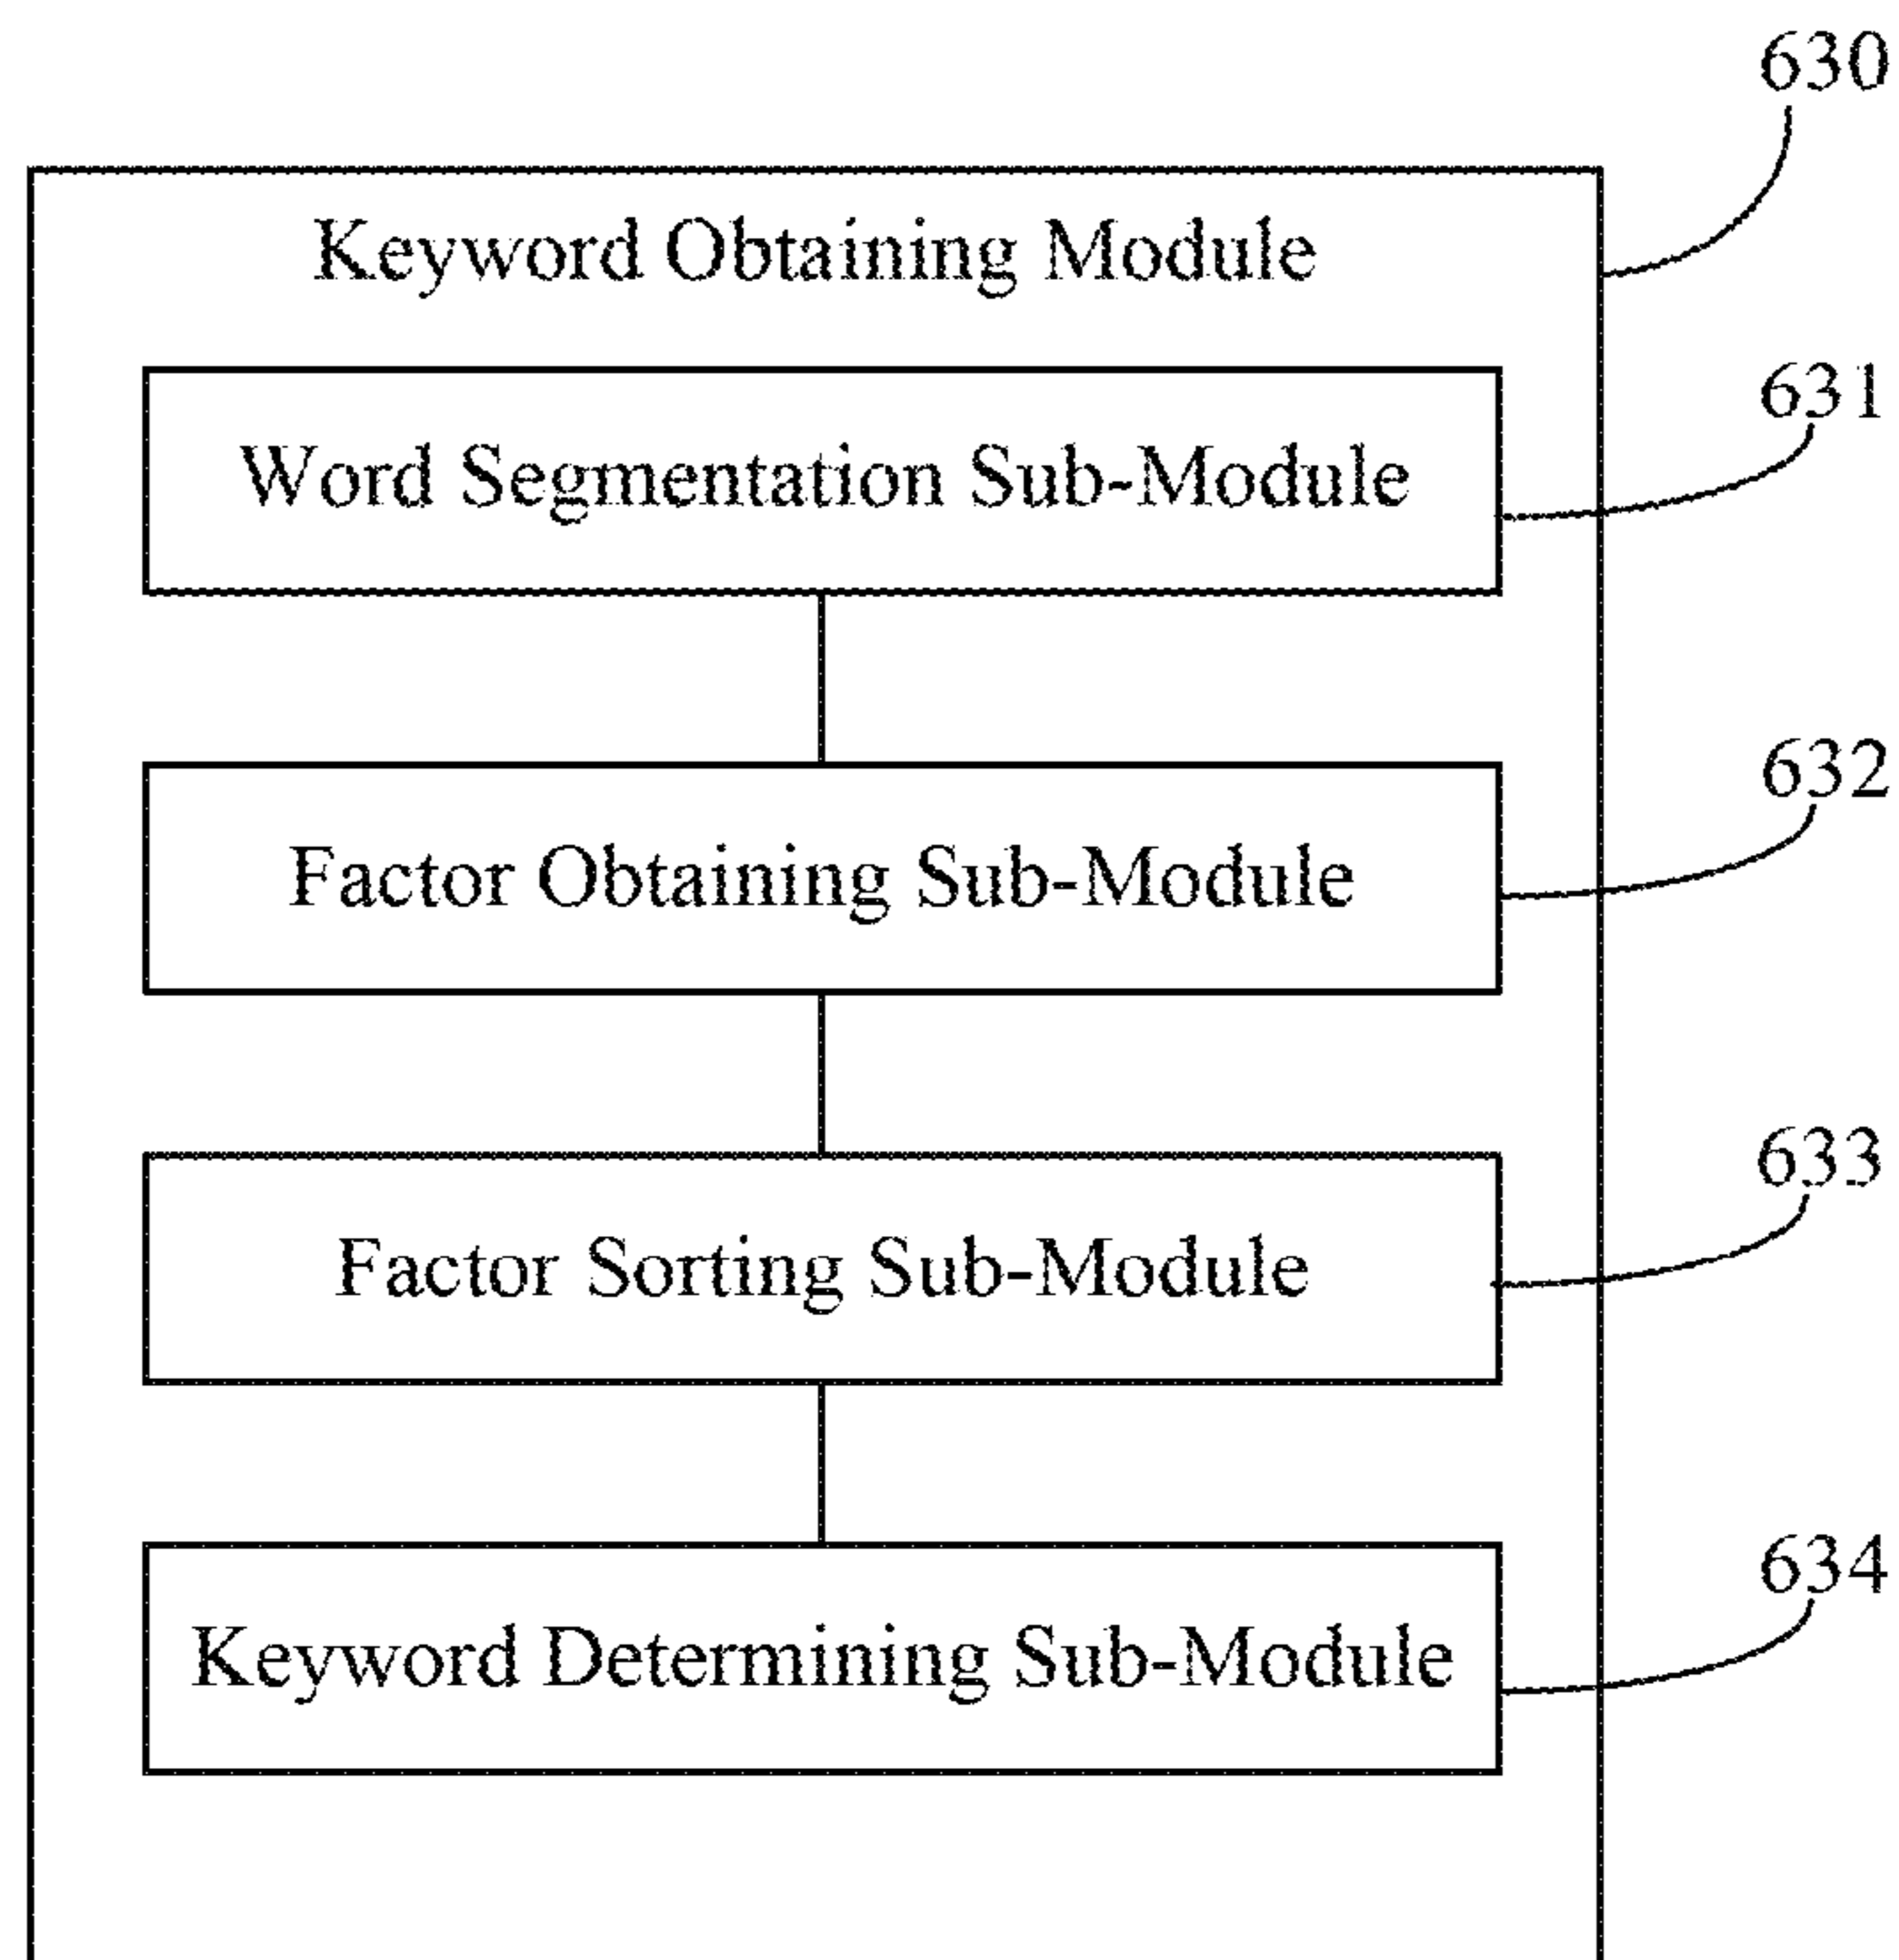 630
Keyword Obtaining Module
631
Word Segmentation Sub-Module
632
Factor Obtaining Sub-Module
633
Factor Sorting Sub-Module
634
Keyword Determining Sub-Module